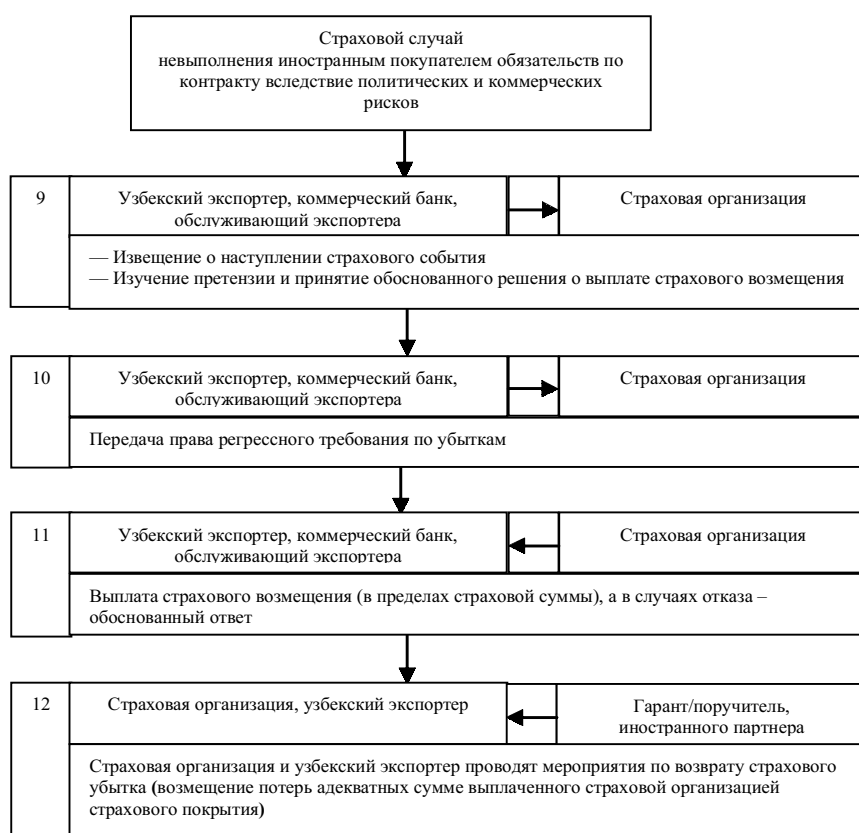 Страховой случай
невыполнения иностранным покупателем обязательств по
контракту вследствие политических и коммерческих
рисков
9
Узбекский экспортер, коммерческий банк,
обслуживающий экспортера
Страховая организация
— Извещение о наступлении страхового события
— Изучение претензии и принятие обоснованного решения о выплате страхового возмещения
10
Узбекский экспортер, коммерческий банк,
обслуживающий экспортера
Страховая организация
Передача права регрессного требования по убыткам
11
Узбекский экспортер, коммерческий банк,
обслуживающий экспортера
Страховая организация
Выплата страхового возмещения (в пределах страховой суммы), а в случаях отказа –
обоснованный ответ
12
Страховая организация, узбекский экспортер
Гарант/поручитель,
иностранного партнера
Страховая организация и узбекский экспортер проводят мероприятия по возврату страхового
убытка (возмещение потерь адекватных сумме выплаченного страховой организацией
страхового покрытия)